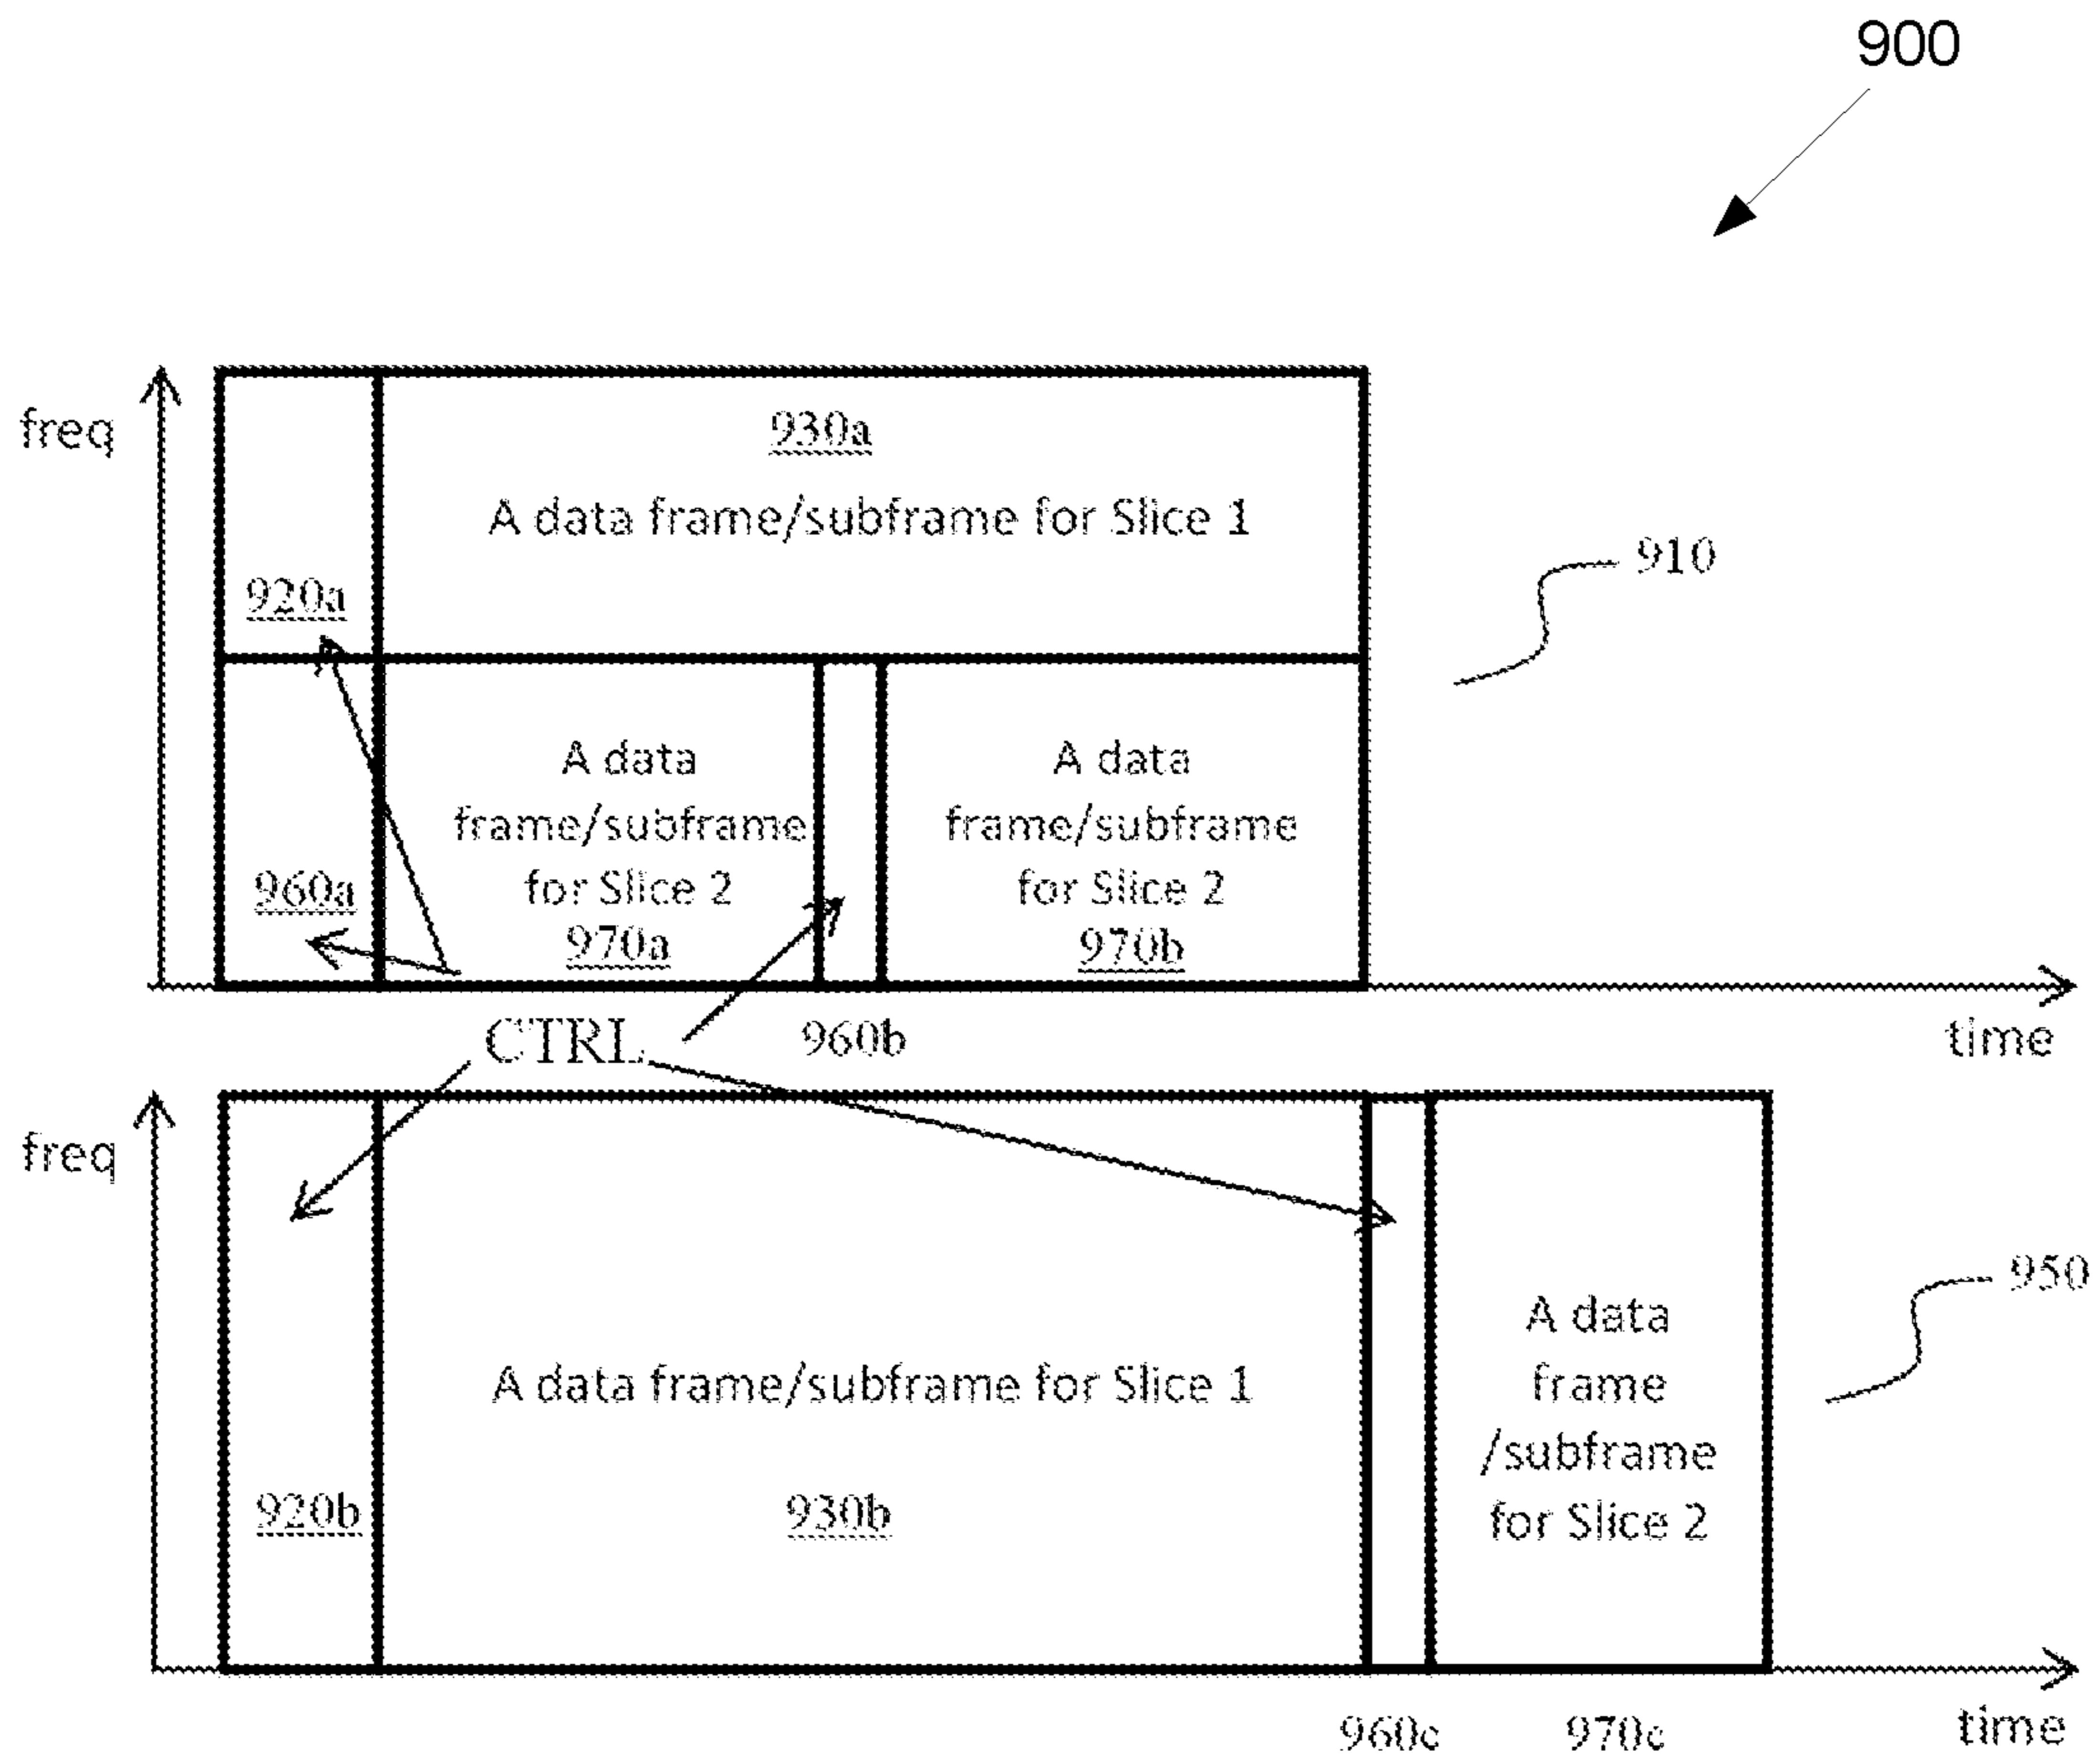 900
freq
930a
A data frame/subframe for Slice 1
910
920a
A data
frame/subframe
for Slice 2
970a
A data
frame/subframe
for Slice 2
970b
960a
CTRL
960b
time
freq
920b
A data frame/subframe for Slice 1
930b
A data
frame
/subframe
for Slice 2
950
960c
970c
time